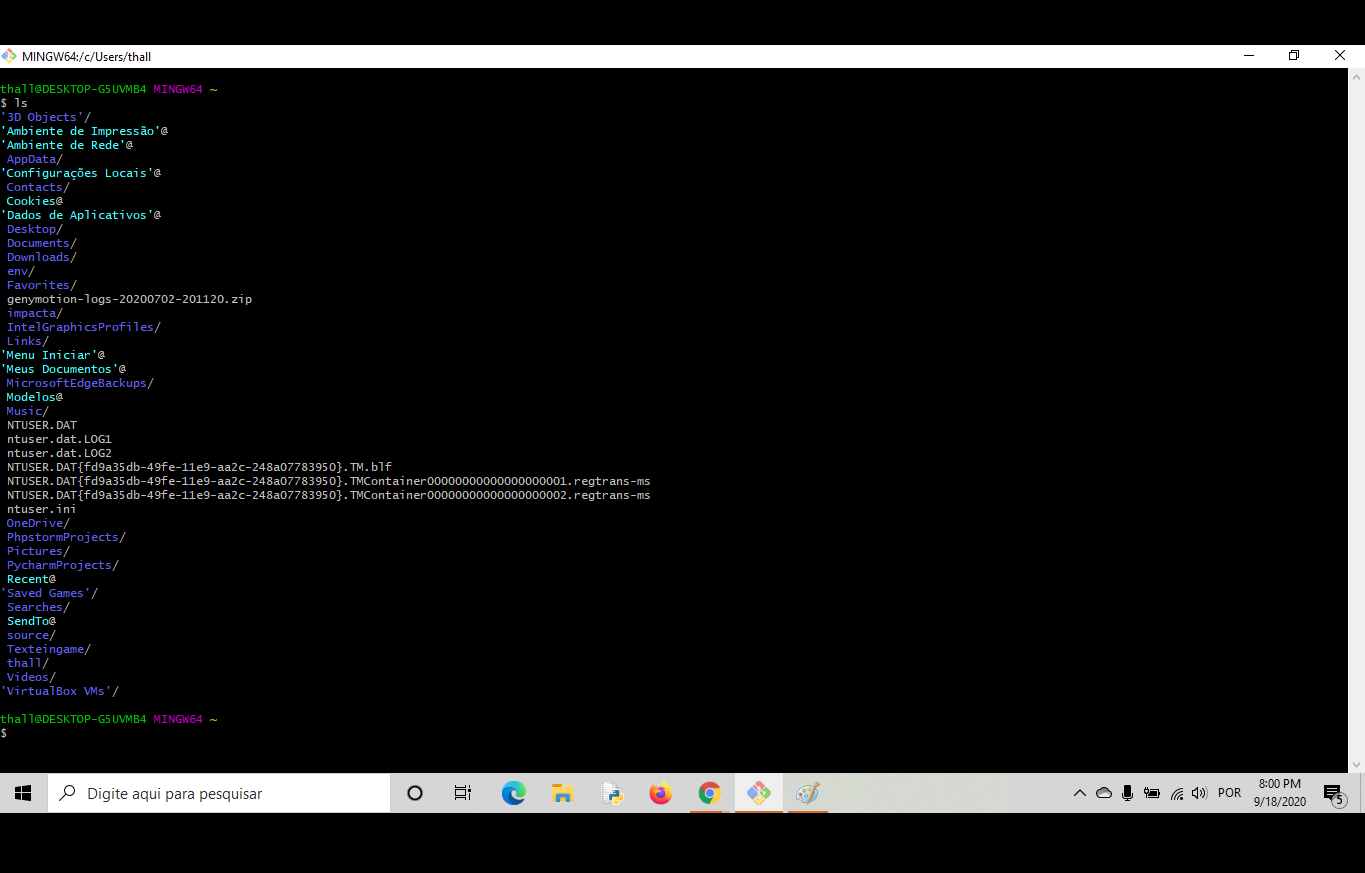 MINGW64:/c/Users/thall
thall@DESKTOP-G5UVMB4 MINGW64 ~
$ ls
'3D Objects'/
'Ambiente de Impressão'@
'Ambiente de Rede'@
AppData/
'Configurações Locais'@
Contacts/
Cookies@
'Dados de Aplicativos'@
Desktop/
Documents/
Downloads/
env/
Favorites/
genymotion-logs-20200702-201120.zip
impacta/
IntelGraphicsProfiles/
Links/
'Menu Iniciar'@
'Meus Documentos'@
MicrosoftEdgeBackups/
Modelos@
Music/
NTUSER.DAT
ntuser.dat.LOG1
ntuser.dat.LOG2
NTUSER.DAT{fd9a35db-49fe-11e9-aa2c-248a07783950}.TM.blf
NTUSER.DAT{fd9a35db-49fe-11e9-aa2c-248a07783950}.TMContainer00000000000000000001.regtrans-ms
NTUSER.DAT{fd9a35db-49fe-11e9-aa2c-248a07783950}.TMContainer00000000000000000002.regtrans-ms
ntuser.ini
OneDrive/
PhpstormProjects/
Pictures/
PycharmProjects/
Recent@
'Saved Games'/
Searches/
SendTo@
source/
Texteingame/
thall/
Videos/
'VirtualBox VMs'/
thall@DESKTOP-G5UVMB4 MINGW64 ~
$
Digite aqui para pesquisar
POR
8:00 PM
9/18/2020
5